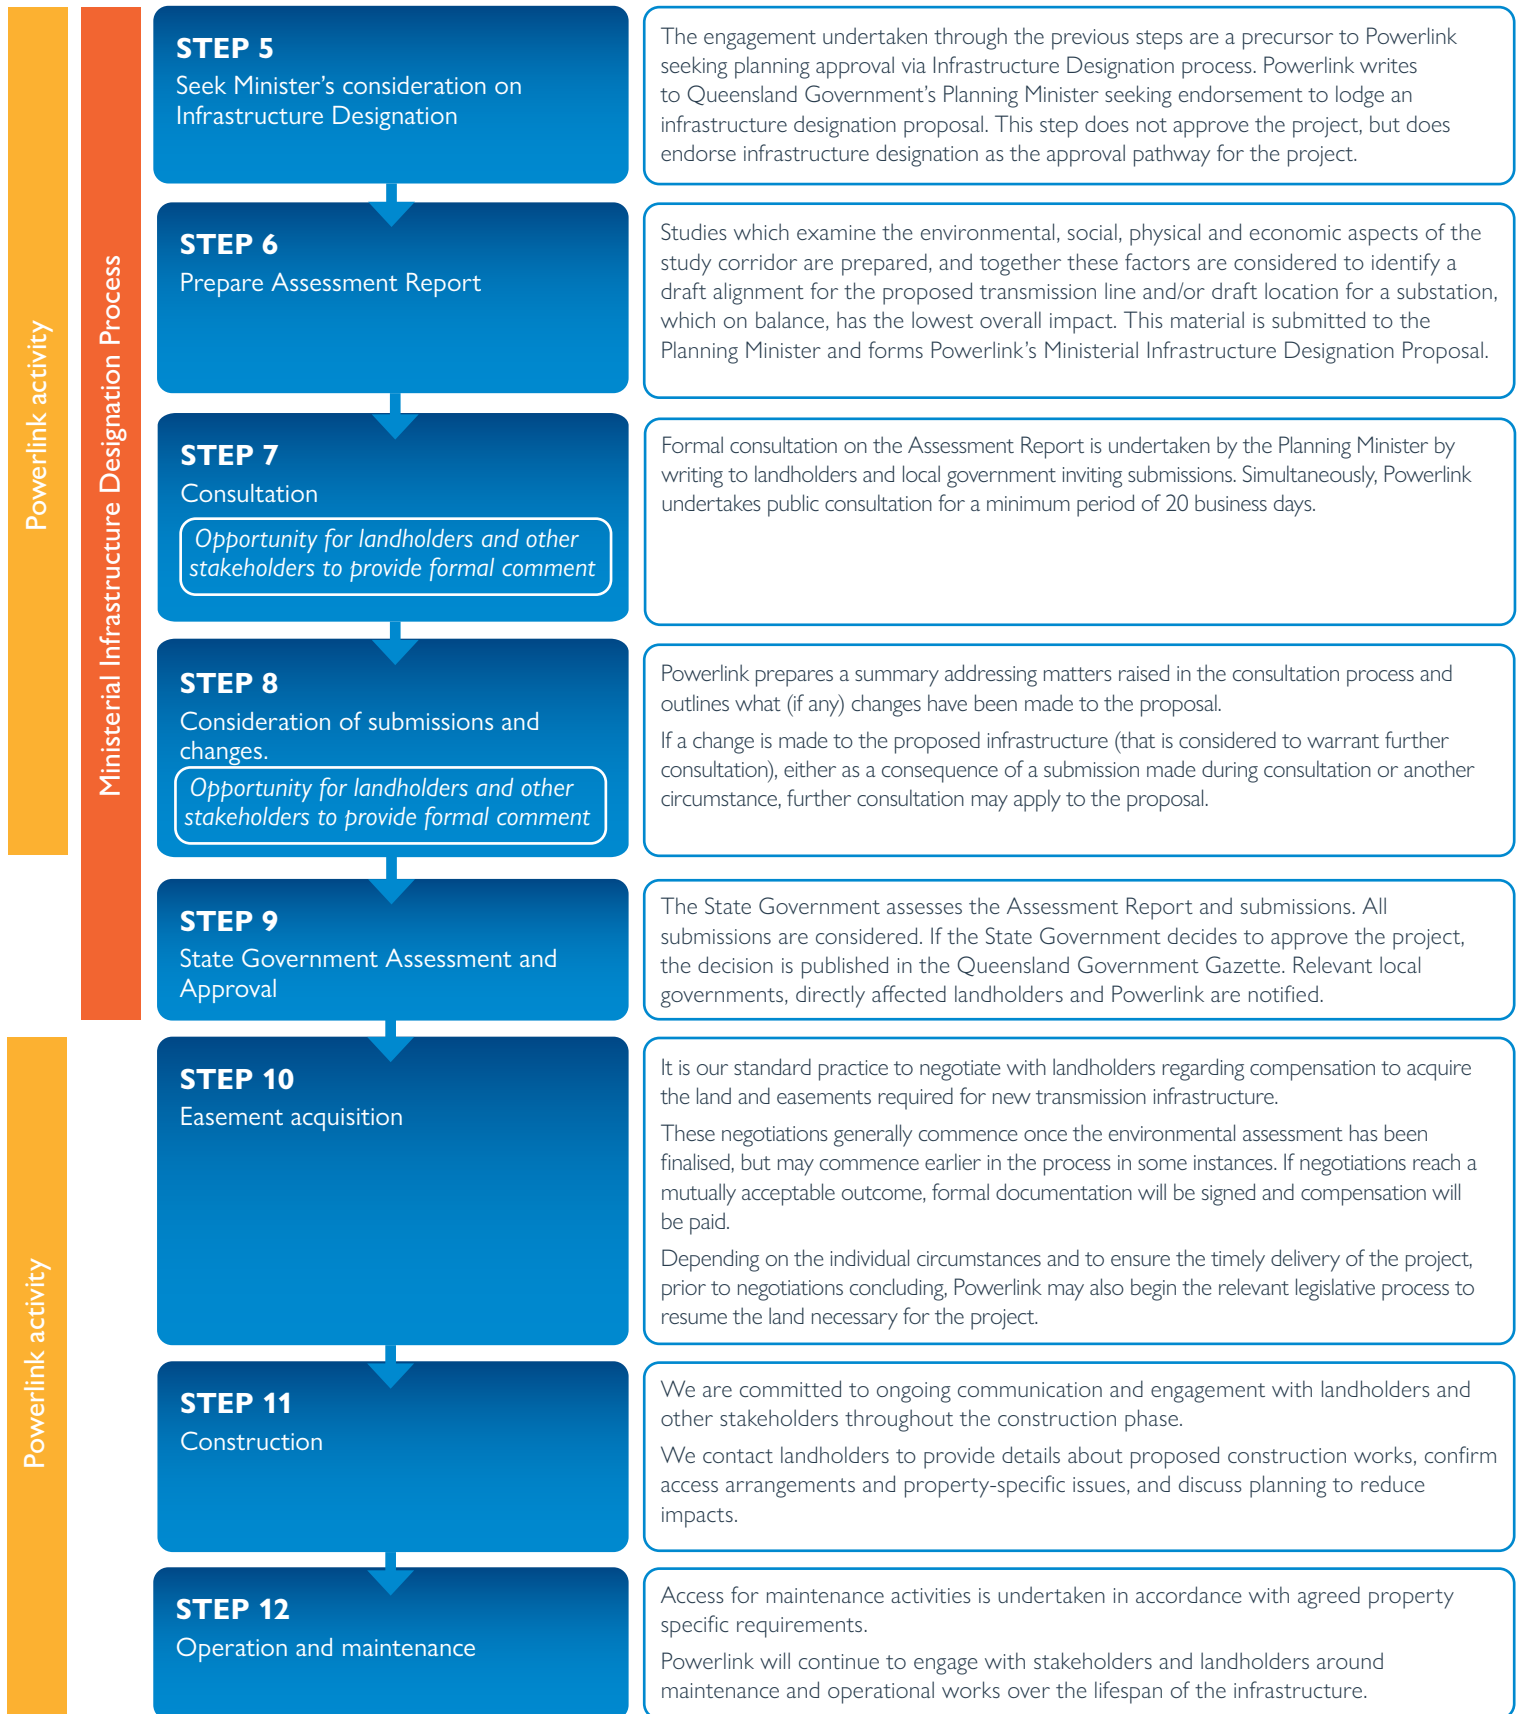 Powerlink activity
Ministerial Infrastructure Designation Process
STEP 5
Seek Minister's consideration on
Infrastructure Designation
The engagement undertaken through the previous steps are a precursor to Powerlink
seeking planning approval via Infrastructure Designation process. Powerlink writes
to Queensland Government's Planning Minister seeking endorsement to lodge an
infrastructure designation proposal. This step does not approve the project, but does
endorse infrastructure designation as the approval pathway for the project.
STEP 6
Prepare Assessment Report
Studies which examine the environmental, social, physical and economic aspects of the
study corridor are prepared, and together these factors are considered to identify a
draft alignment for the proposed transmission line and/or draft location for a substation,
which on balance, has the lowest overall impact. This material is submitted to the
Planning Minister and forms Powerlink's Ministerial Infrastructure Designation Proposal.
STEP 7
Consultation
Opportunity for landholders and other
stakeholders to provide formal comment
Formal consultation on the Assessment Report is undertaken by the Planning Minister by
writing to landholders and local government inviting submissions. Simultaneously, Powerlink
undertakes public consultation for a minimum period of 20 business days.
STEP 8
Consideration of submissions and
changes.
Opportunity for landholders and other
stakeholders to provide formal comment
Powerlink prepares a summary addressing matters raised in the consultation process and
outlines what (if any) changes have been made to the proposal.
If a change is made to the proposed infrastructure (that is considered to warrant further
consultation), either as a consequence of a submission made during consultation or another
circumstance, further consultation may apply to the proposal.
STEP 9
State Government Assessment and
Approval
The State Government assesses the Assessment Report and submissions. All
submissions are considered. If the State Government decides to approve the project,
the decision is published in the Queensland Government Gazette. Relevant local
governments, directly affected landholders and Powerlink are notified.
Powerlink activity
STEP 10
Easement acquisition
It is our standard practice to negotiate with landholders regarding compensation to acquire
the land and easements required for new transmission infrastructure.
These negotiations generally commence once the environmental assessment has been
finalised, but may commence earlier in the process in some instances. If negotiations reach a
mutually acceptable outcome, formal documentation will be signed and compensation will
be paid.
Depending on the individual circumstances and to ensure the timely delivery of the project,
prior to negotiations concluding, Powerlink may also begin the relevant legislative process to
resume the land necessary for the project.
STEP 11
Construction
We are committed to ongoing communication and engagement with landholders and
other stakeholders throughout the construction phase.
We contact landholders to provide details about proposed construction works, confirm
access arrangements and property-specific issues, and discuss planning to reduce
impacts.
STEP 12
Operation and maintenance
Access for maintenance activities is undertaken in accordance with agreed property
specific requirements.
Powerlink will continue to engage with stakeholders and landholders around
maintenance and operational works over the lifespan of the infrastructure.